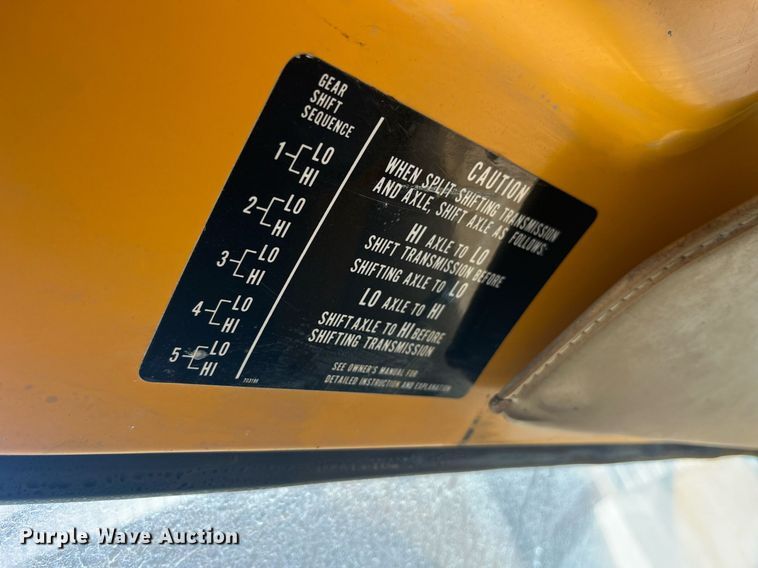 GEAR
SHIFT
SEQUENCE
1 LO
HI
2 LO
HI
3 LO
HI
4 LO
HI
5 LO
HI
CAUTION
WHEN SPLIT SHIFTING TRANSMISSION
AND AXLE, SHIFT AXLE AS FOLLOWS:
HI AXLE TO LO
SHIFT TRANSMISSION BEFORE
SHIFTING AXLE TO LO
LO AXLE TO HI
SHIFT AXLE TO HI BEFORE
SHIFTING TRANSMISSION
SEE OWNER'S MANUAL FOR
DETAILED INSTRUCTION AND EXPLANATION
Purple Wave Auction